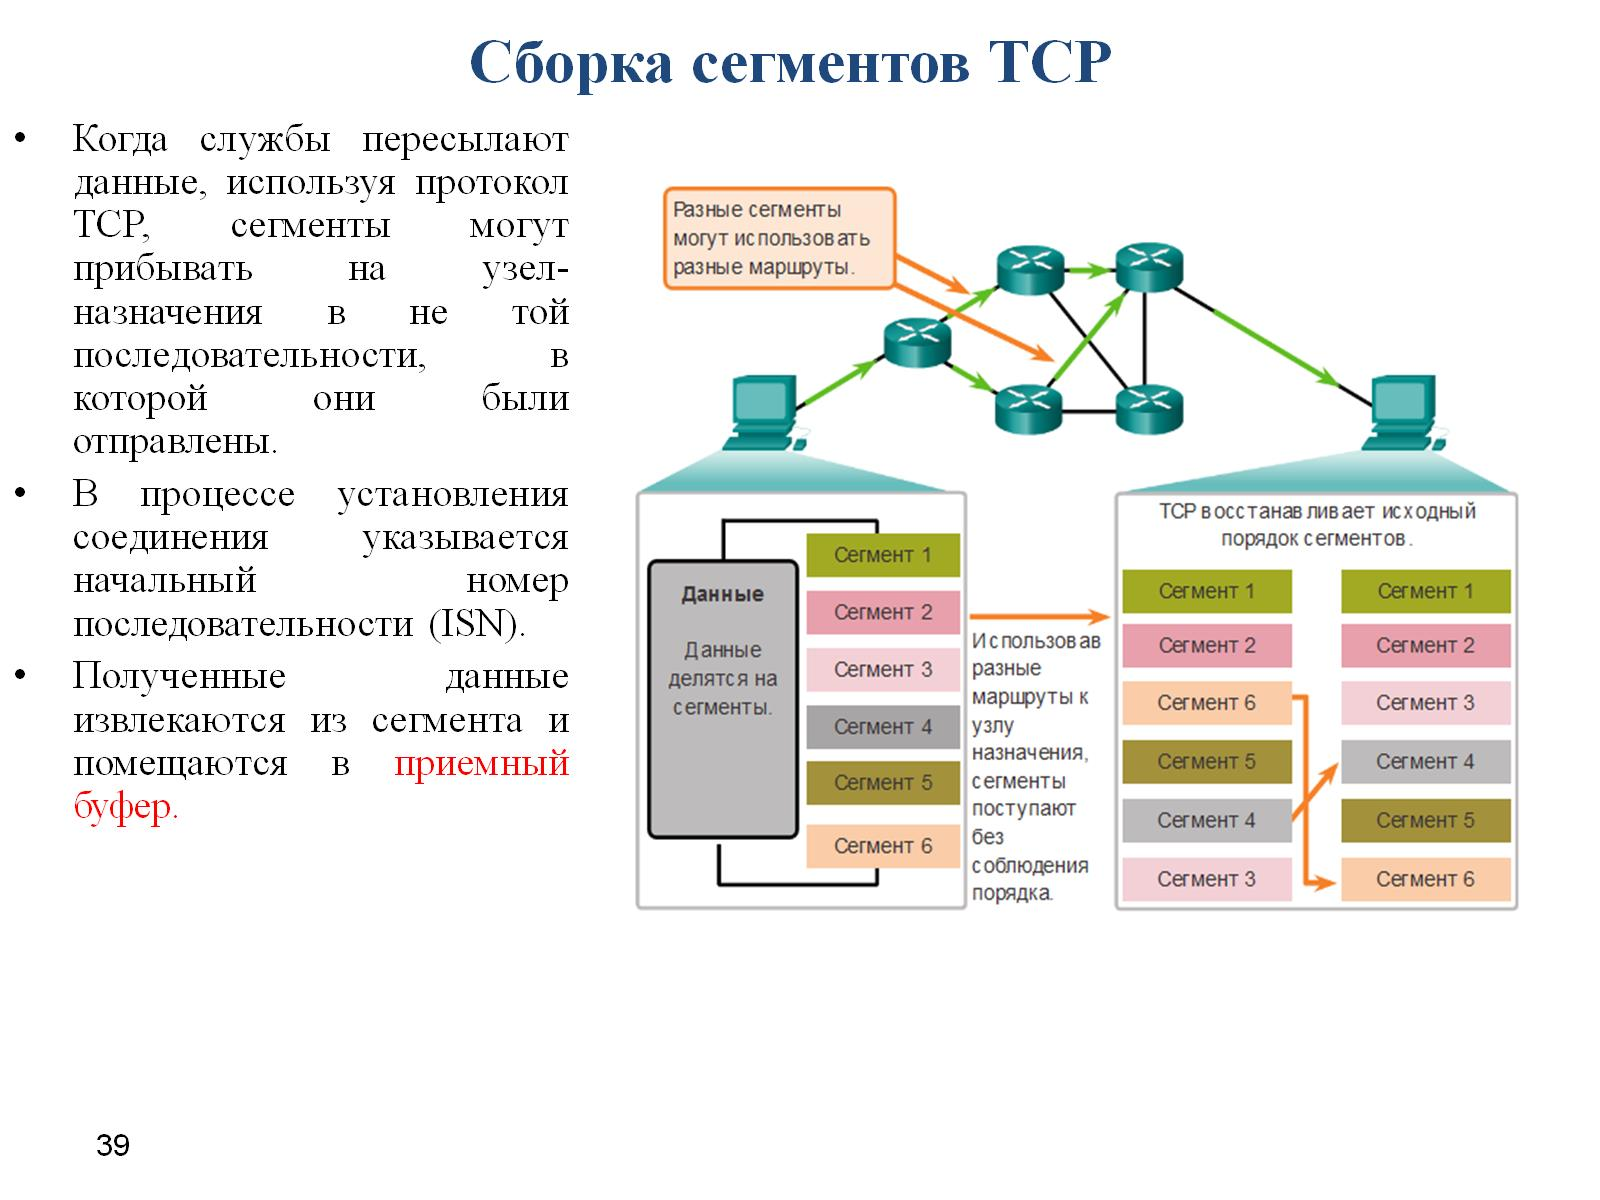 Сборка сегментов TCP
• Когда службы пересылают
данные, используя протокол
TCP, сегменты могут
прибывать на узел-
назначения в не той
последовательности, в
которой они были
отправлены.
• В процессе установления
соединения указывается
начальный номер
последовательности (ISN).
• Полученные данные
извлекаются из сегмента и
помещаются в приемный
буфер.
Разные сегменты
могут использовать
разные маршруты.
Данные
Данные
делятся на
сегменты.
Сегмент 1
Сегмент 2
Сегмент 3
Сегмент 4
Сегмент 5
Сегмент 6
Использовав
разные
маршруты к
узлу
назначения,
сегменты
поступают
без
соблюдения
порядка.
TCP восстанавливает исходный
порядок сегментов.
Сегмент 1
Сегмент 2
Сегмент 6
Сегмент 5
Сегмент 4
Сегмент 3
Сегмент 1
Сегмент 2
Сегмент 3
Сегмент 4
Сегмент 5
Сегмент 6
39